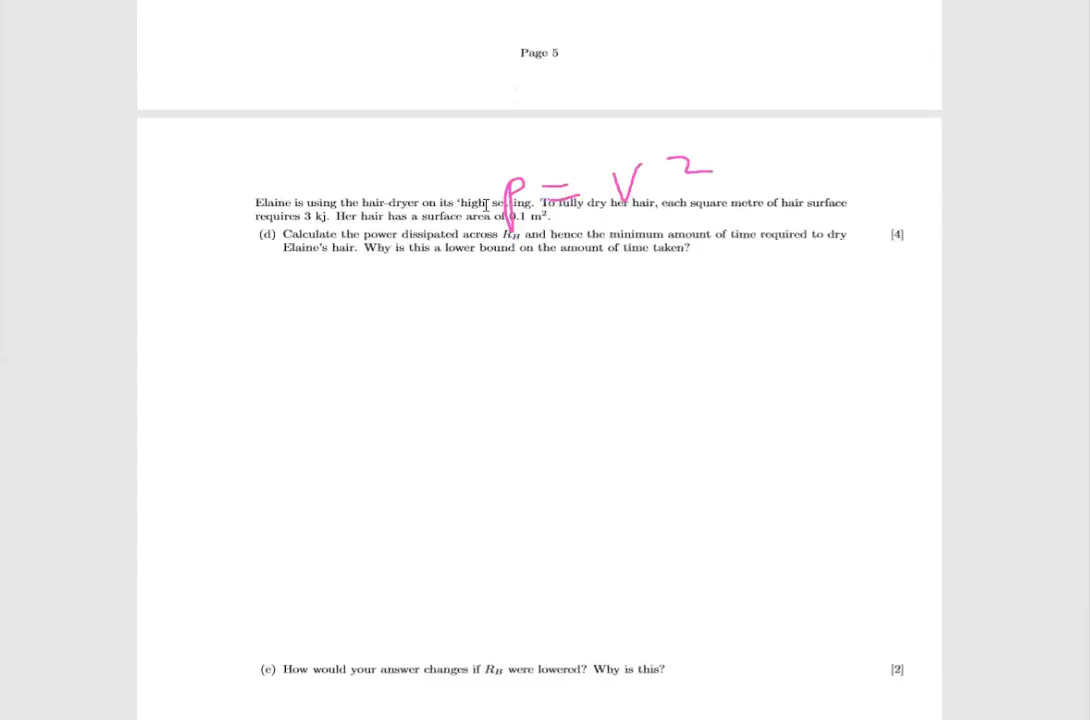 Page 5
P = V 2
Elaine is using the hair-dryer on its ‘high’ setting. To fully dry her hair, each square metre of hair surface
requires 3 kj. Her hair has a surface area of 0.1 m².
(d) Calculate the power dissipated across R_B and hence the minimum amount of time required to dry [4]
Elaine's hair. Why is this a lower bound on the amount of time taken?
(e) How would your answer changes if R_B were lowered? Why is this? [2]